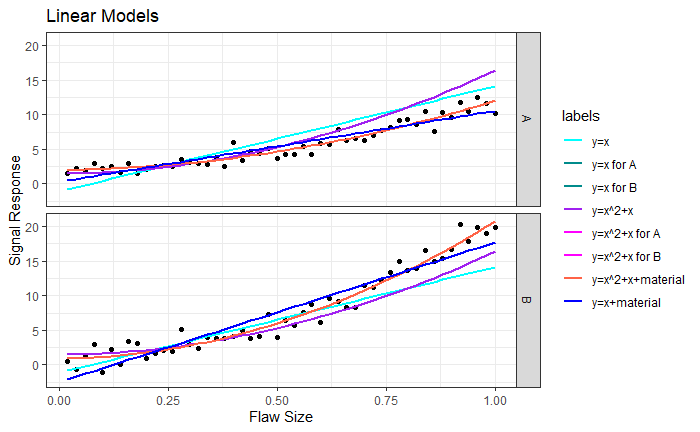 Linear Models
Signal Response
20
15
10
5
0
A
20
15
10
5
0
B
0.00 0.25 0.50 0.75 1.00
Flaw Size
labels
y=x
y=x for A
y=x for B
y=x^2+x
y=x^2+x for A
y=x^2+x for B
y=x^2+x+material
y=x+material